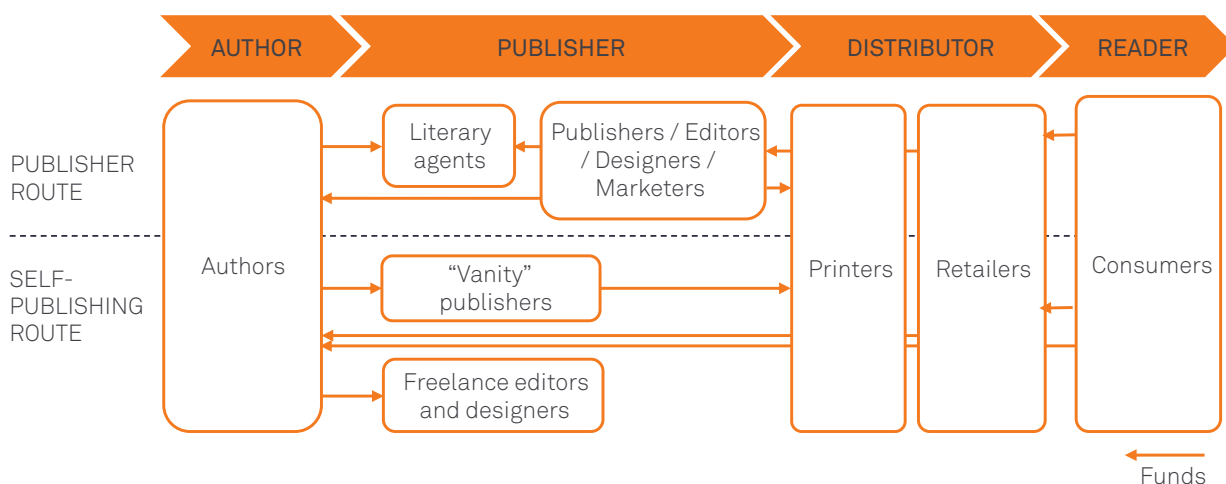 AUTHOR
PUBLISHER
DISTRIBUTOR
READER
PUBLISHER
ROUTE
Literary
agents
Publishers / Editors
/ Designers /
Marketers
SELF-
PUBLISHING
ROUTE
Authors
“Vanity”
publishers
Freelance editors
and designers
Printers
Retailers
Consumers
Funds